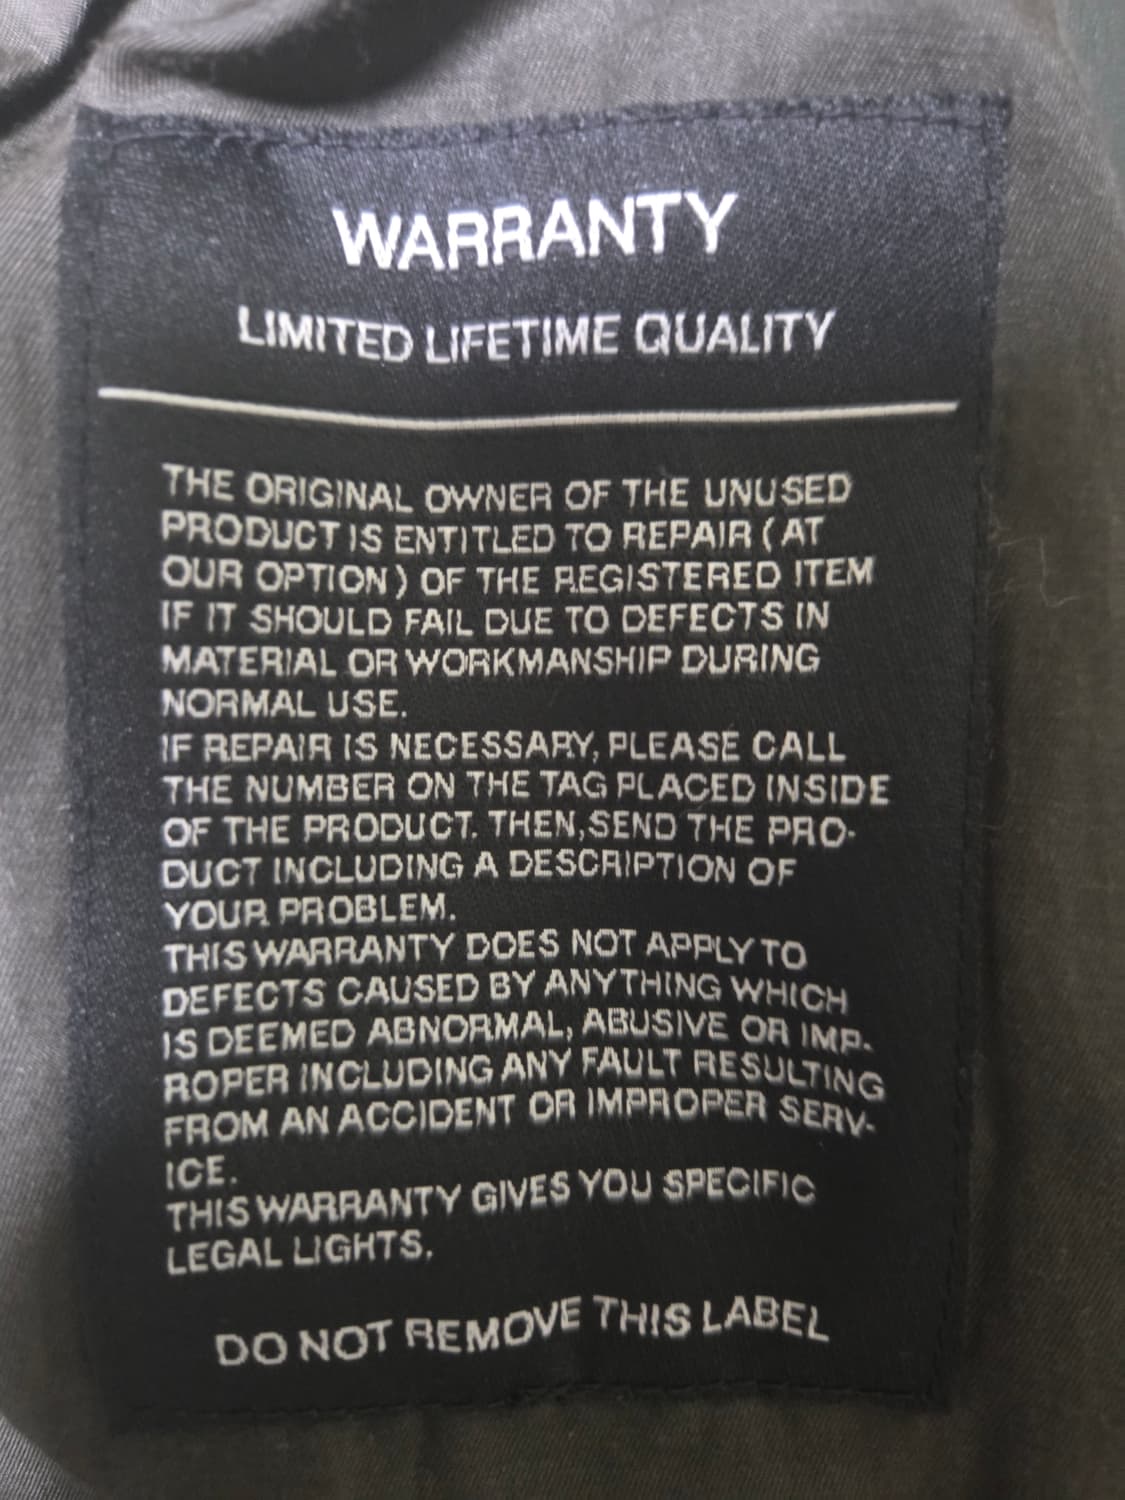 WARRANTY
LIMITED LIFETIME QUALITY
THE ORIGINAL OWNER OF THE UNUSED
PRODUCT IS ENTITLED TO REPAIR (AT
OUR OPTION) OF THE REGISTERED ITEM
IF IT SHOULD FAIL DUE TO DEFECTS IN
MATERIAL OR WORKMANSHIP DURING
NORMAL USE.
IF REPAIR IS NECESSARY, PLEASE CALL
THE NUMBER ON THE TAG PLACED INSIDE
OF THE PRODUCT. THEN,SEND THE PRO-
DUCT INCLUDING A DESCRIPTION OF
YOUR PROBLEM.
THIS WARRANTY DOES NOT APPLY TO
DEFECTS CAUSED BY ANYTHING WHICH
IS DEEMED ABNORMAL, ABUSIVE OR IMP-
ROPER INCLUDING ANY FAULT RESULTING
FROM AN ACCIDENT OR IMPROPER SERV-
ICE.
THIS WARRANTY GIVES YOU SPECIFIC
LEGAL LIGHTS.
DO NOT REMOVE THIS LABEL